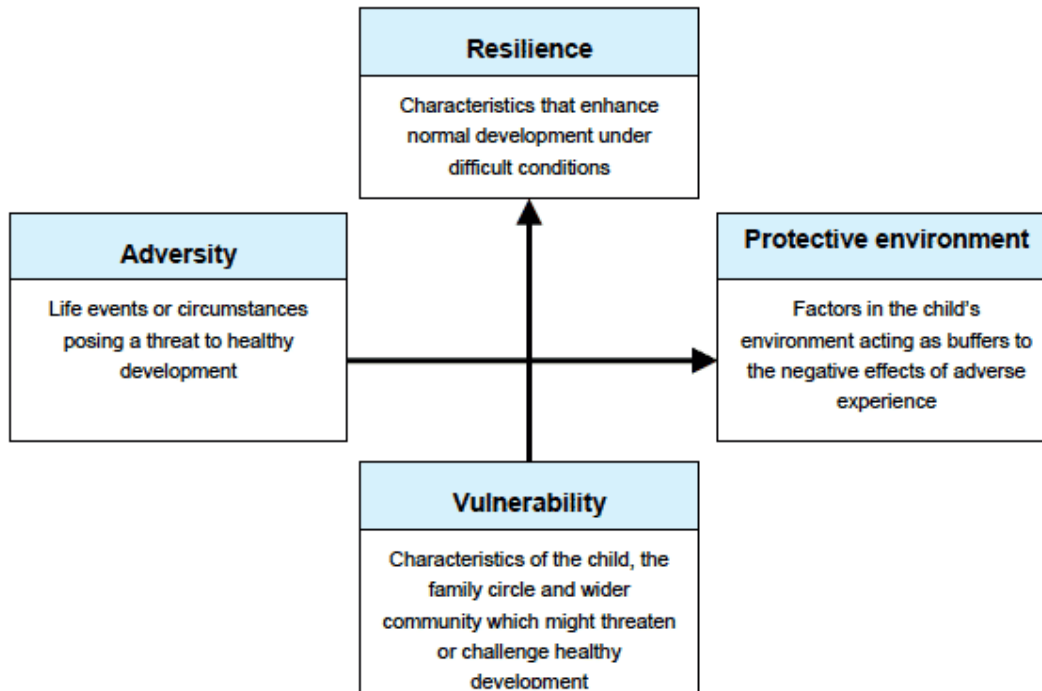 Resilience
Characteristics that enhance
normal development under
difficult conditions
Adversity
Life events or circumstances
posing a threat to healthy
development
Protective environment
Factors in the child's
environment acting as buffers to
the negative effects of adverse
experience
Vulnerability
Characteristics of the child, the
family circle and wider
community which might threaten
or challenge healthy
development